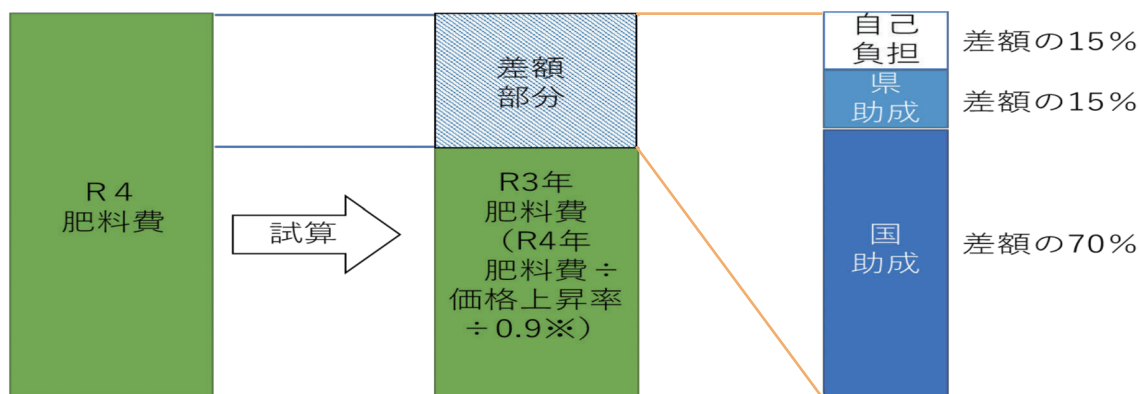 R4
肥料費
試算
差額
部分
R3年
肥料費
(R4年
肥料費÷
価格上昇率
÷0.9※)
自己
負担
県
助成
国
助成
差額の15%
差額の15%
差額の70%